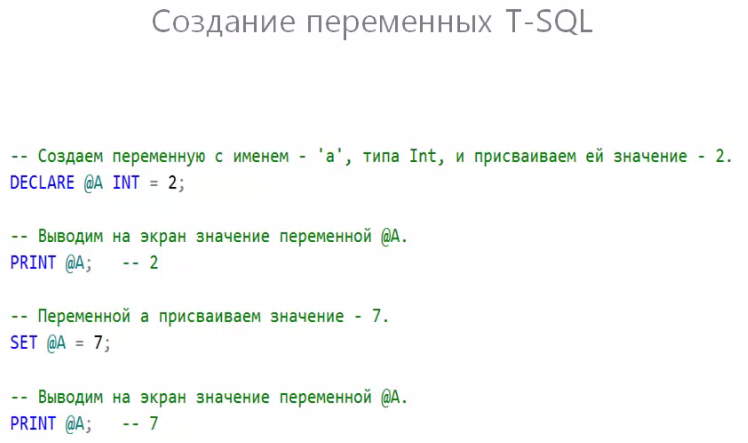 Создание переменных T-SQL
-- Создаем переменную с именем - 'a', типа Int, и присваиваем ей значение - 2.
DECLARE @A INT = 2;
-- Выводим на экран значение переменной @A.
PRINT @A;   -- 2
-- Переменной а присваиваем значение - 7.
SET @A = 7;
-- Выводим на экран значение переменной @A.
PRINT @A;   -- 7